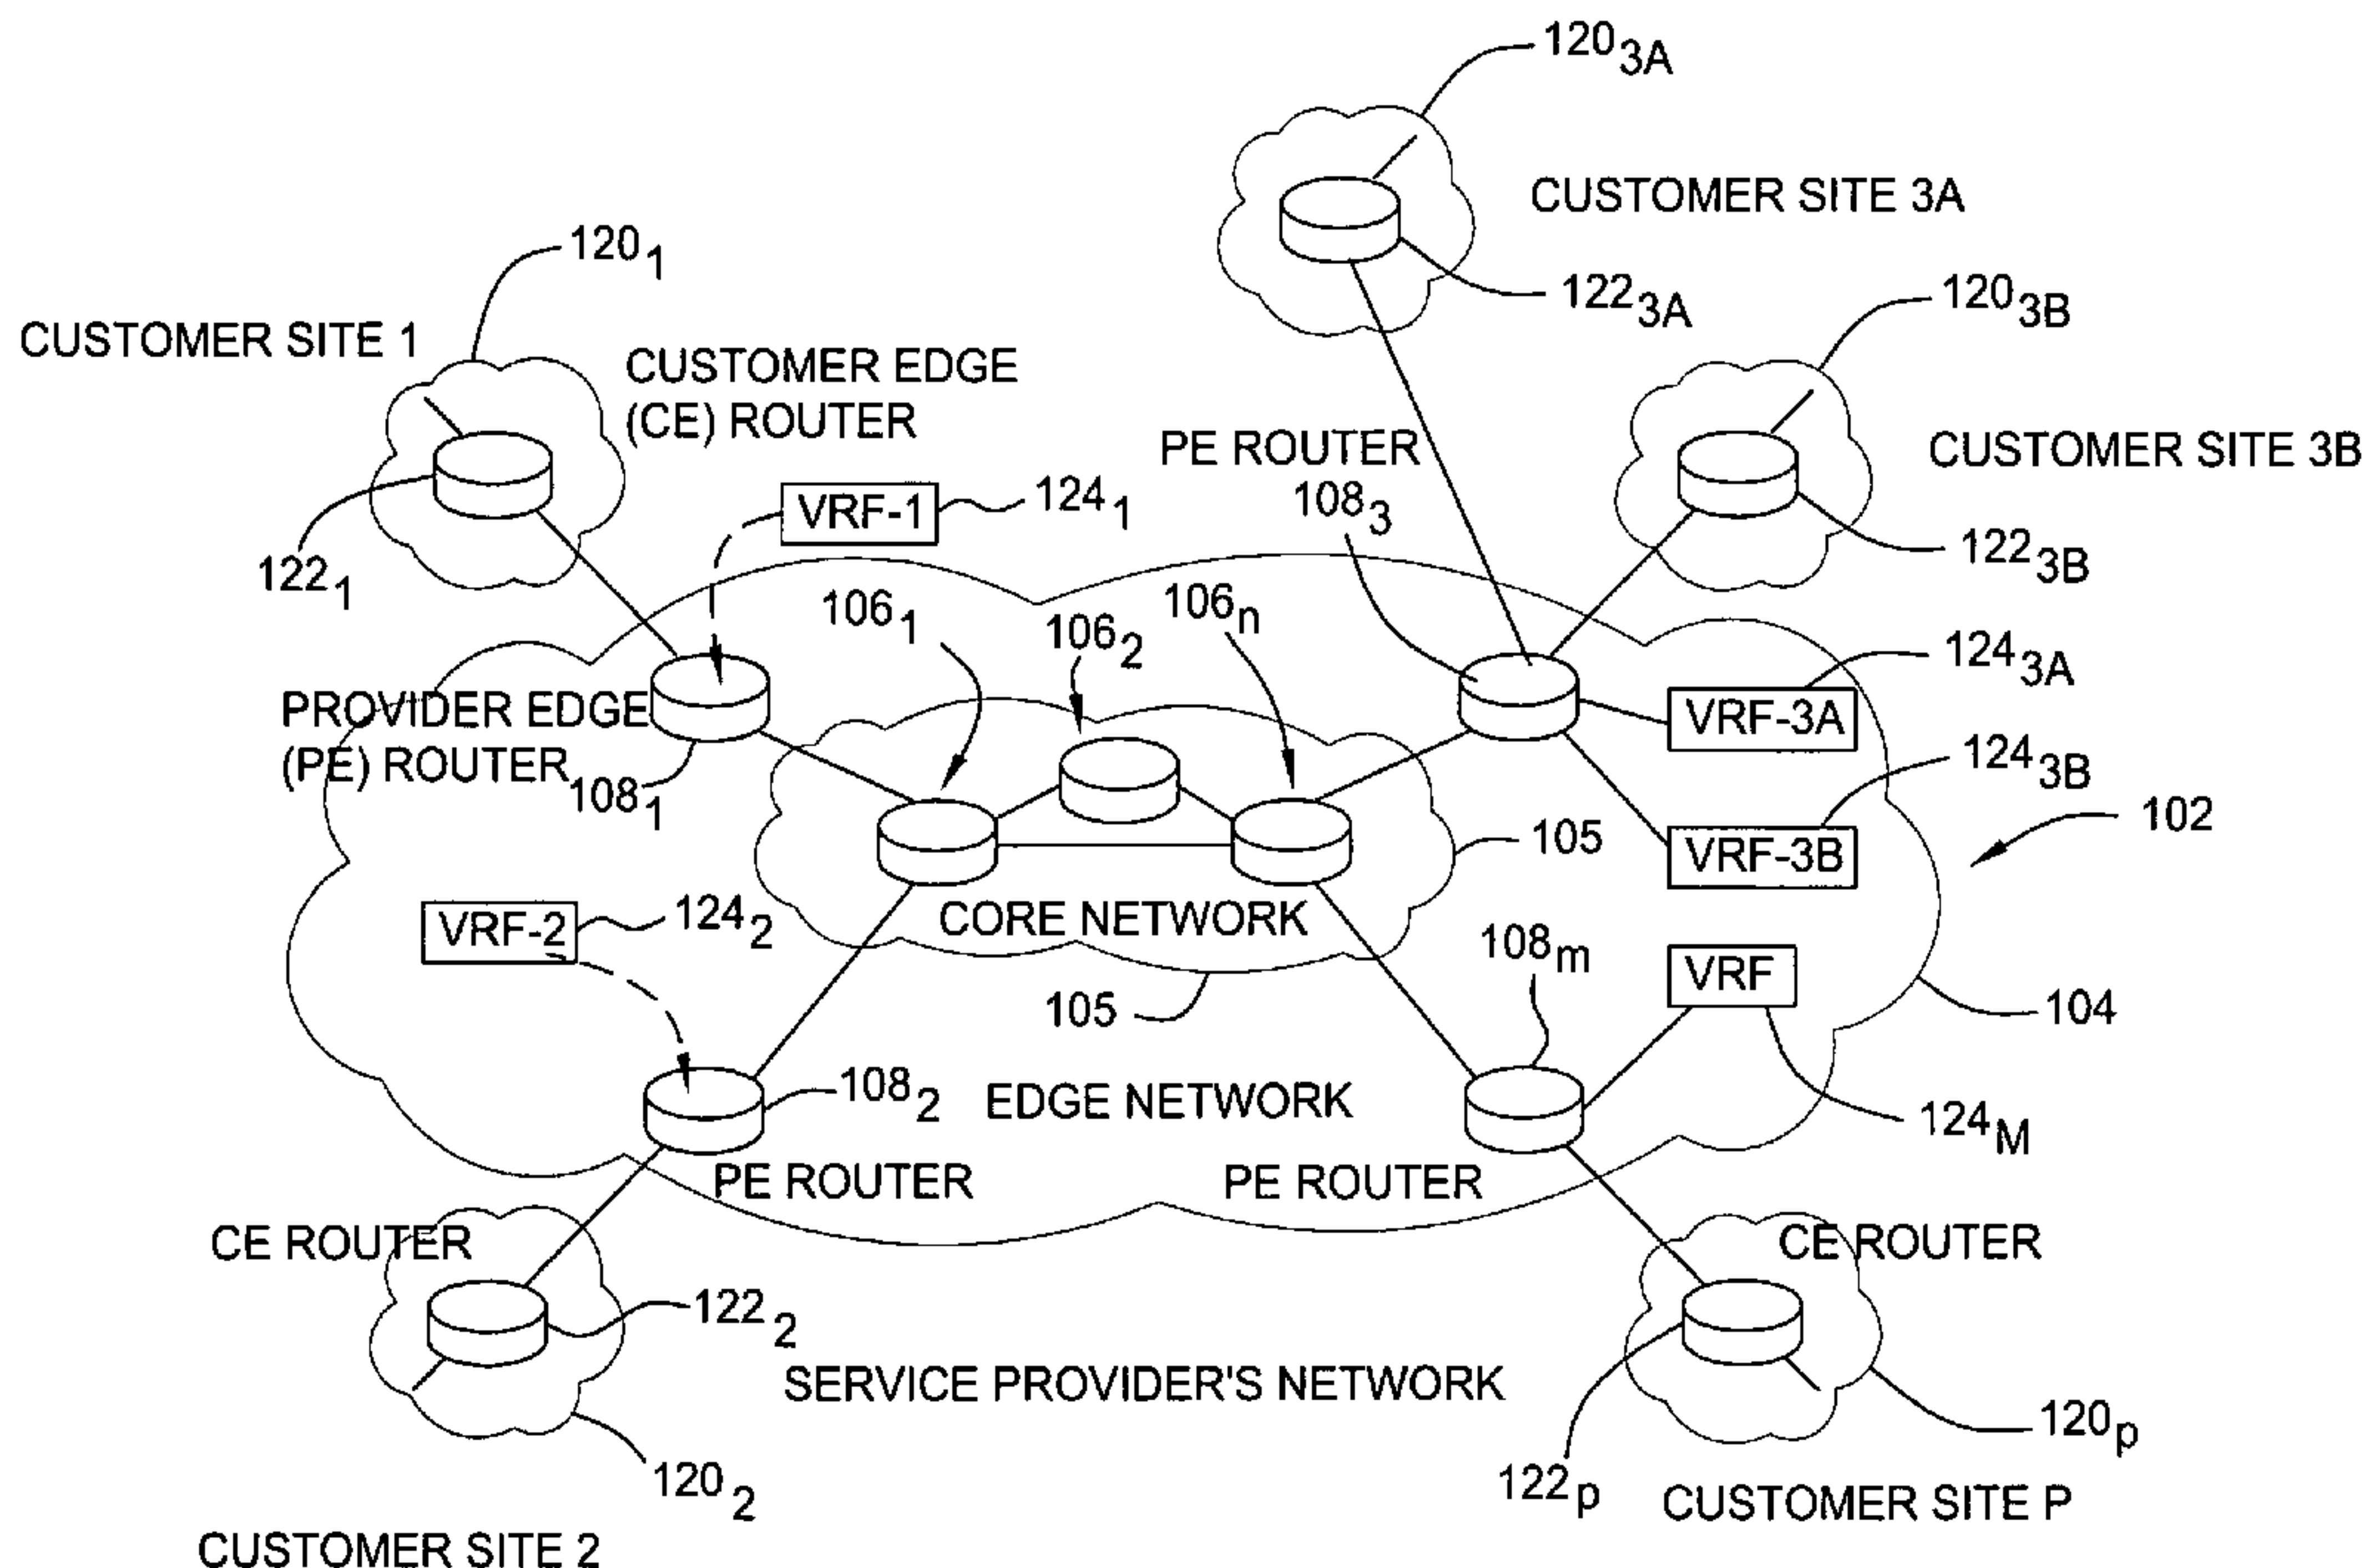 120 3A
CUSTOMER SITE 3A
120 1
122 3A
120 3B
CUSTOMER SITE 1
CUSTOMER EDGE
(CE) ROUTER
PE ROUTER
108 3
CUSTOMER SITE 3B
VRF-1
124 1
122 1
122 3B
106 1
106 2
106 n
124 3A
PROVIDER EDGE
(PE) ROUTER
108 1
VRF-3A
124 3B
102
105
VRF-3B
VRF-2
124 2
CORE NETWORK
108 m
VRF
105
104
108 2
EDGE NETWORK
124 M
PE ROUTER
PE ROUTER
CE ROUTER
CE ROUTER
122 2
SERVICE PROVIDER'S NETWORK
120 p
120 2
122 p
CUSTOMER SITE P
CUSTOMER SITE 2